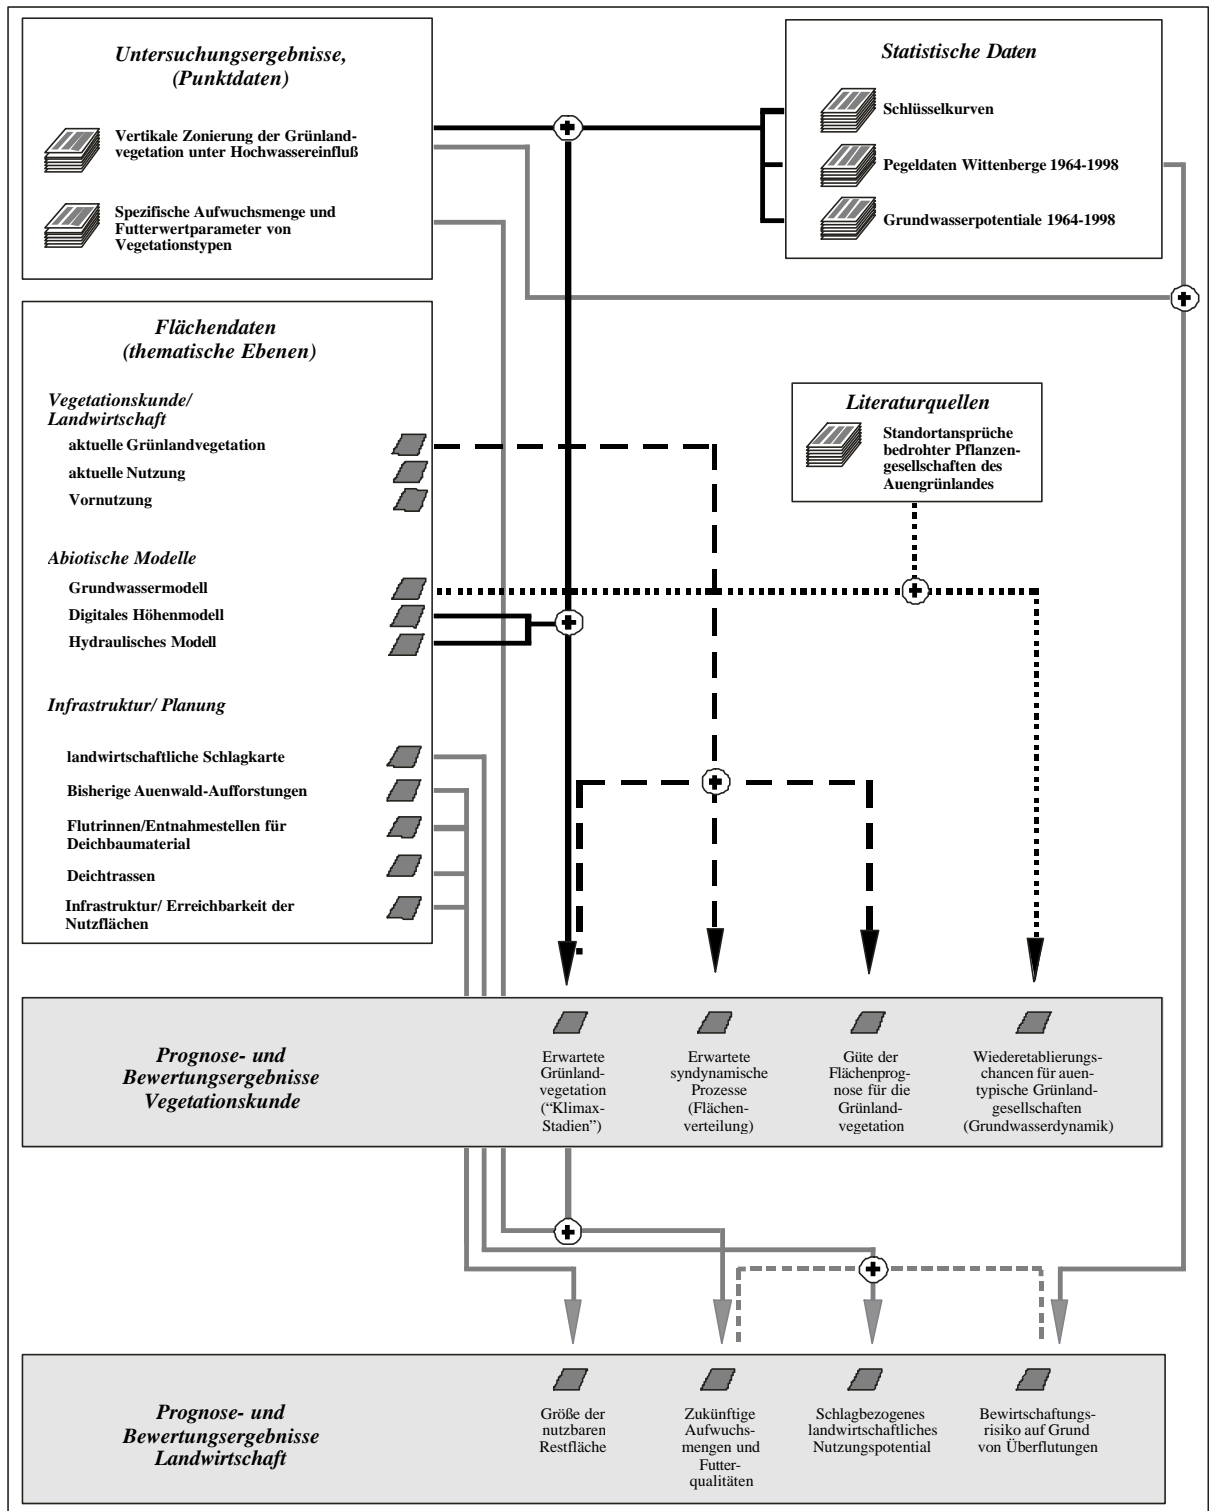 Untersuchungsergebnisse,
(Punktdaten)
Vertikale Zonierung der Grünland-
vegetation unter Hochwassereinfluß
Spezifische Aufwuchsmenge und
Futterwertparameter von
Vegetationstypen
Statistische Daten
Schlüsselkurven
Pegeldaten Wittenberge 1964-1998
Grundwasserpotentiale 1964-1998
Flächendaten
(thematische Ebenen)
Vegetationskunde/
Landwirtschaft
aktuelle Grünlandvegetation
aktuelle Nutzung
Vornutzung
Abiotische Modelle
Grundwassermodell
Digitales Höhenmodell
Hydraulisches Modell
Infrastruktur/ Planung
landwirtschaftliche Schlagkarte
Bisherige Auenwald-Aufforstungen
Flutrinnen/Entnahmestellen für
Deichbaumaterial
Deichtrassen
Infrastruktur/ Erreichbarkeit der
Nutzflächen
Literaturquellen
Standortansprüche
bedrohter Pflanzen-
gesellschaften des
Auengrünlandes
Prognose- und
Bewertungsergebnisse
Vegetationskunde
Erwartete
Grünland-
vegetation
(“Klimax-
Stadien”)
Erwartete
syndynamische
Prozesse
(Flächen-
verteilung)
Güte der
Flächenprog-
nose für die
Grünland-
vegetation
Wiederetablierungs-
chancen für auen-
typische Grünland-
gesellschaften
(Grundwasserdynamik)
Prognose- und
Bewertungsergebnisse
Landwirtschaft
Größe der
nutzbaren
Restfläche
Zukünftige
Aufwuchs-
mengen und
Futter-
qualitäten
Schlagbezogenes
landwirtschaftliches
Nutzungspotential
Bewirtschaftungs-
risiko auf Grund
von Überflutungen